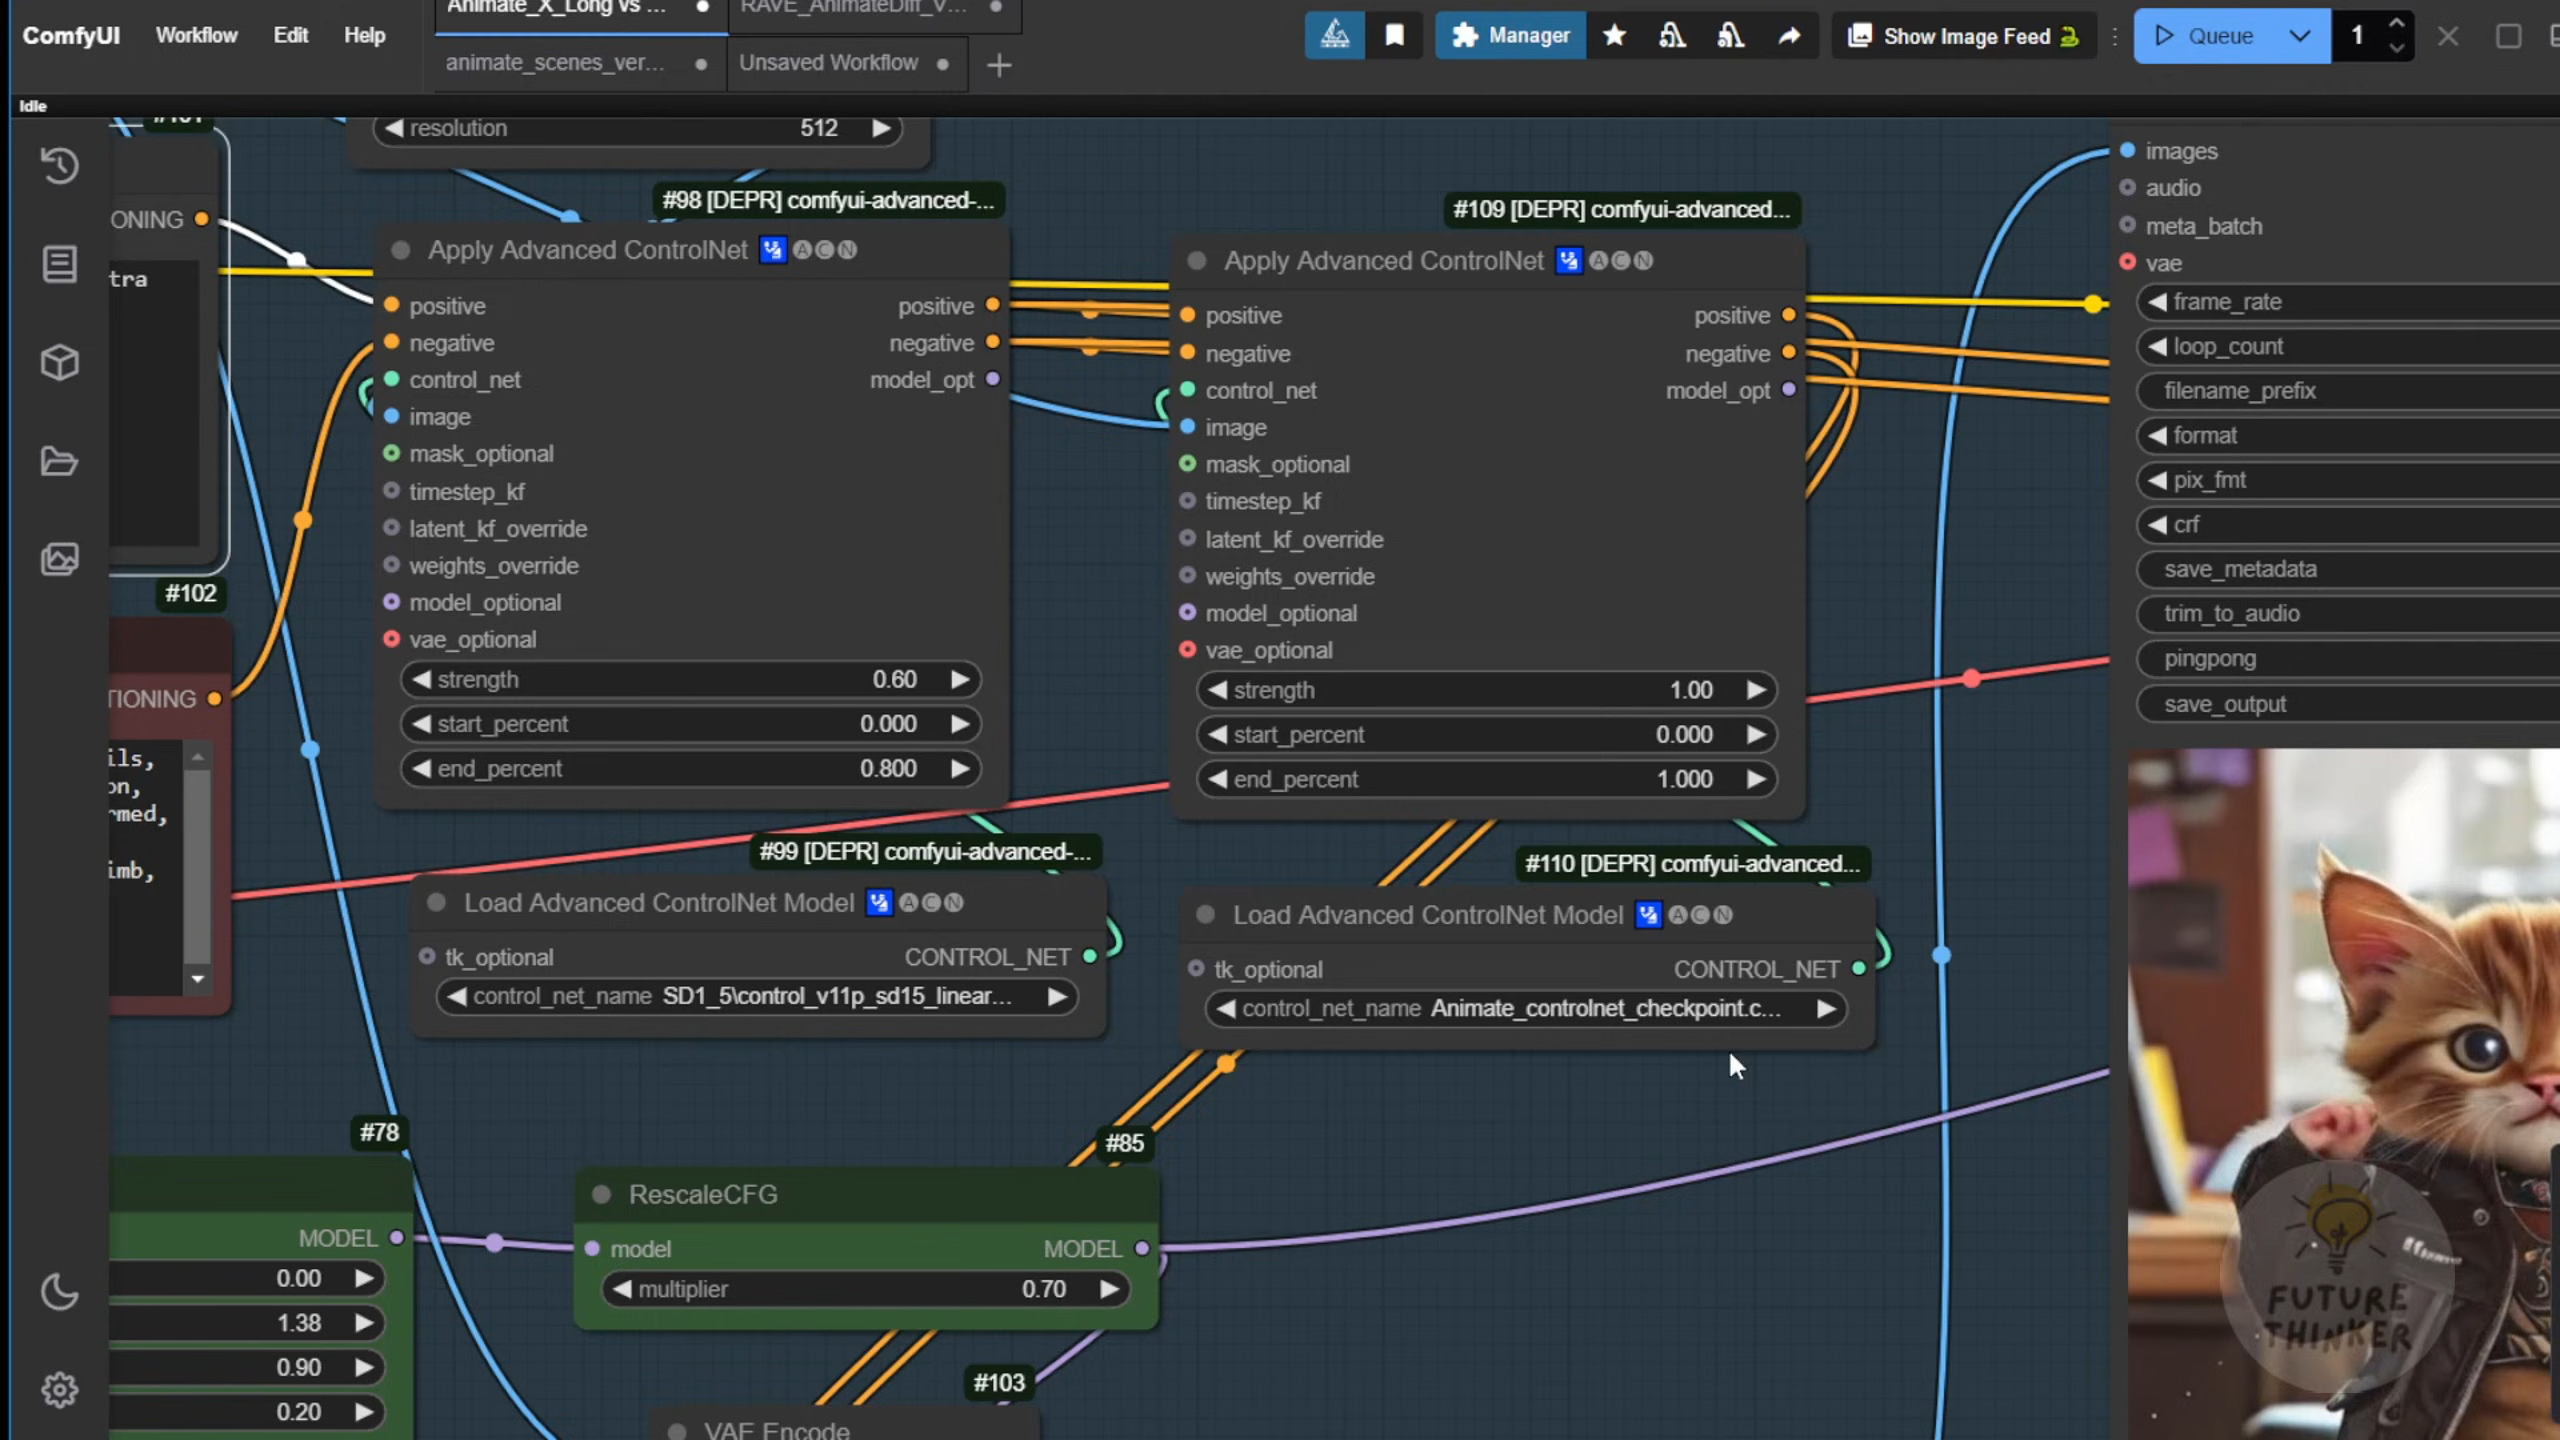 ComfyUI
Workflow
Edit
Help
Animate_X_Long vs ...
RAVE_AnimateDiff_V...
animate_scenes_ver...
Unsaved Workflow
Manager
Show Image Feed
Queue
1
Idle
resolution 512
ONING
tra
#102
TIONING
ils,
on,
rmed,
imb,
#98 [DEPR] comfyui-advanced-...
Apply Advanced ControlNet
ACN
positive positive
negative negative
control_net model_opt
image
mask_optional
timestep_kf
latent_kf_override
weights_override
model_optional
vae_optional
strength 0.60
start_percent 0.000
end_percent 0.800
#109 [DEPR] comfyui-advanced...
Apply Advanced ControlNet
ACN
positive positive
negative negative
control_net model_opt
image
mask_optional
timestep_kf
latent_kf_override
weights_override
model_optional
vae_optional
strength 1.00
start_percent 0.000
end_percent 1.000
#99 [DEPR] comfyui-advanced-...
Load Advanced ControlNet Model
ACN
tk_optional CONTROL_NET
control_net_name SD1_5\control_v11p_sd15_linear...
#110 [DEPR] comfyui-advanced...
Load Advanced ControlNet Model
ACN
tk_optional CONTROL_NET
control_net_name Animate_controlnet_checkpoint.c...
#78
MODEL
0.00
1.38
0.90
0.20
#85
RescaleCFG
model MODEL
multiplier 0.70
#103
VAE Encode
images
audio
meta_batch
vae
frame_rate
loop_count
filename_prefix
format
pix_fmt
crf
save_metadata
trim_to_audio
pingpong
save_output
FUTURE
THINKER